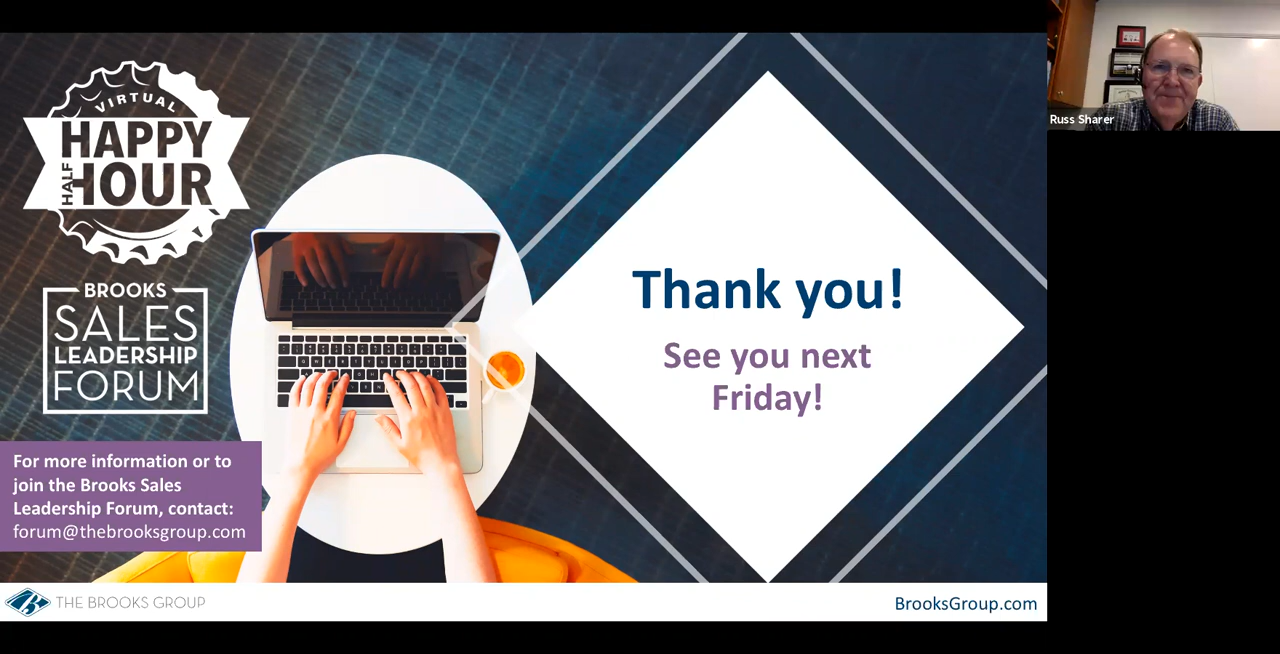 VIRTUAL
HAPPY
HALF
HOUR
BROOKS
SALES
LEADERSHIP
FORUM
For more information or to
join the Brooks Sales
Leadership Forum, contact:
forum@thebrooksgroup.com
Thank you!
See you next
Friday!
THE BROOKS GROUP
BrooksGroup.com
Russ Sharer